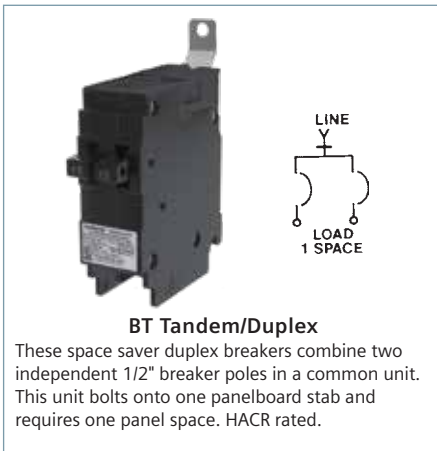 LINE
LOAD
1 SPACE
BT Tandem/Duplex
These space saver duplex breakers combine two
independent 1/2" breaker poles in a common unit.
This unit bolts onto one panelboard stab and
requires one panel space. HACR rated.